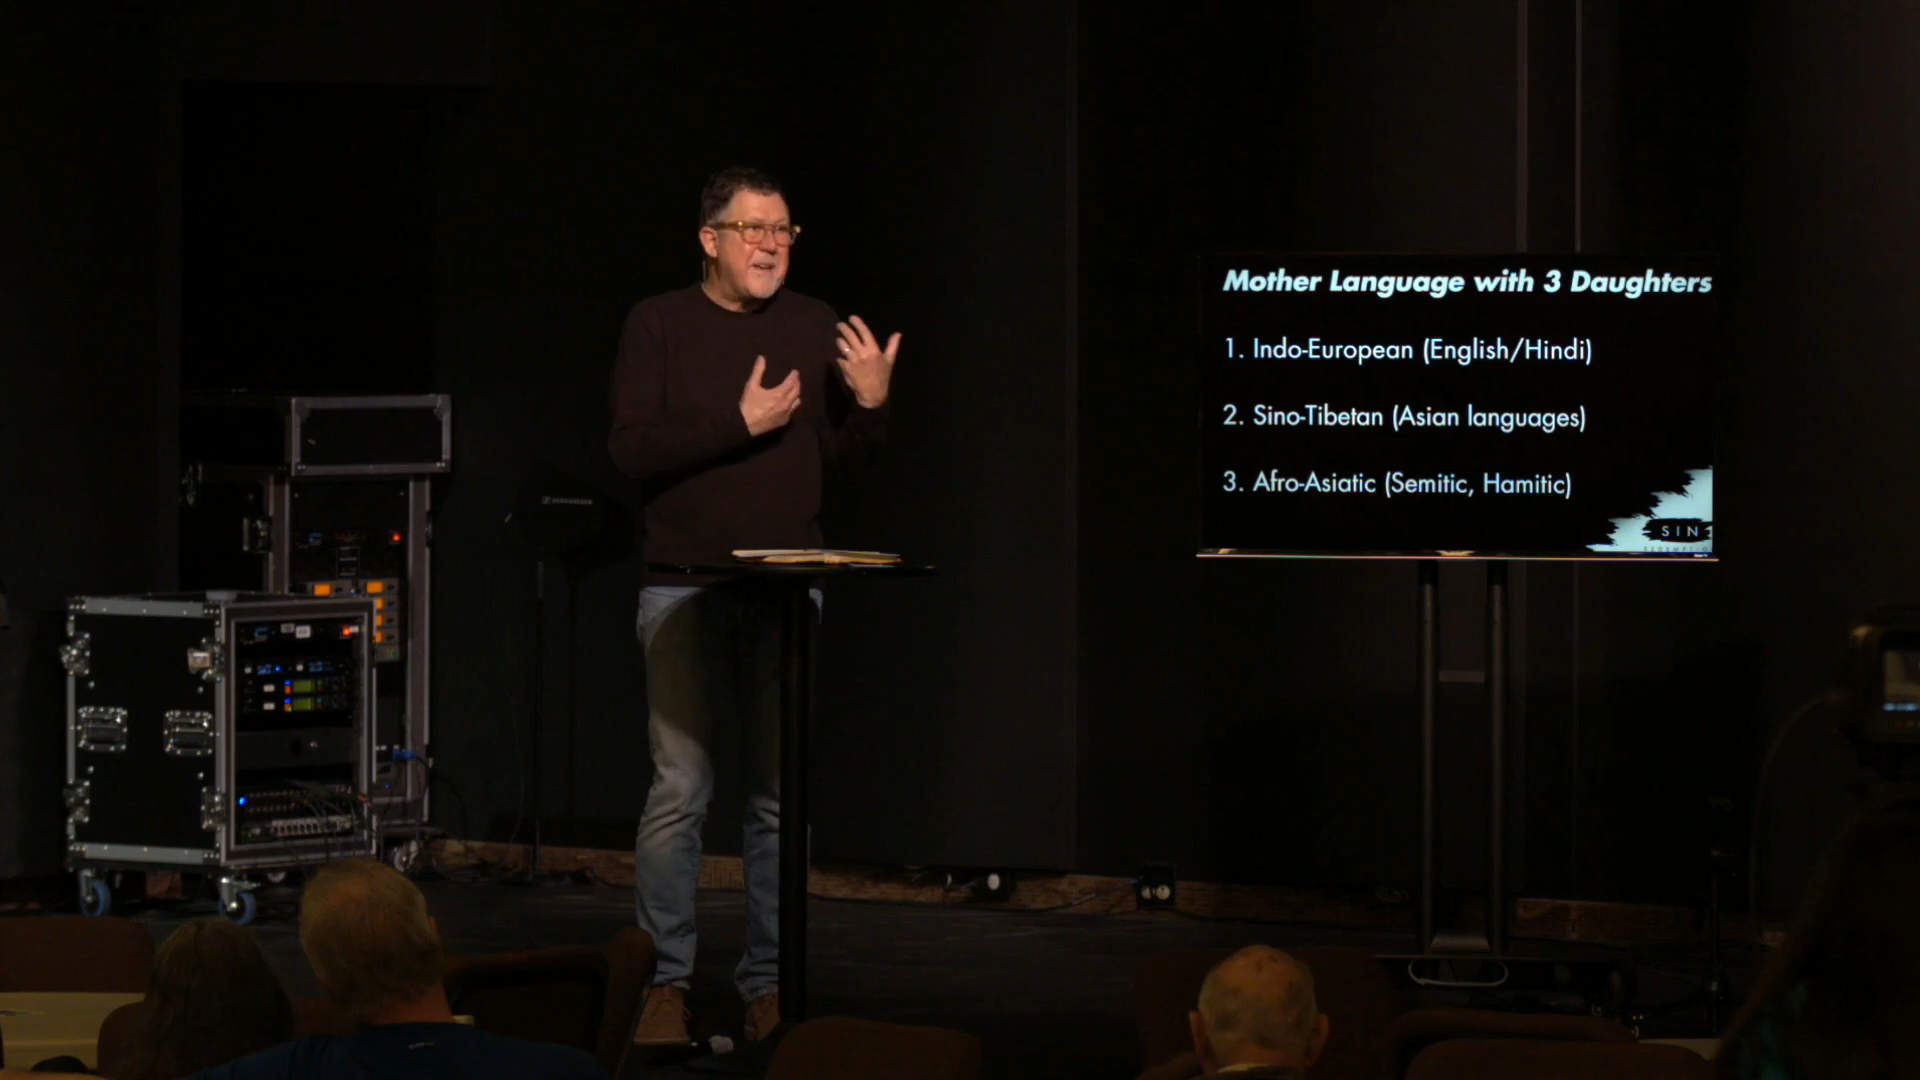 Mother Language with 3 Daughters
1. Indo-European (English/Hindi)
2. Sino-Tibetan (Asian languages)
3. Afro-Asiatic (Semitic, Hamitic)
SIN
SENNHEISER